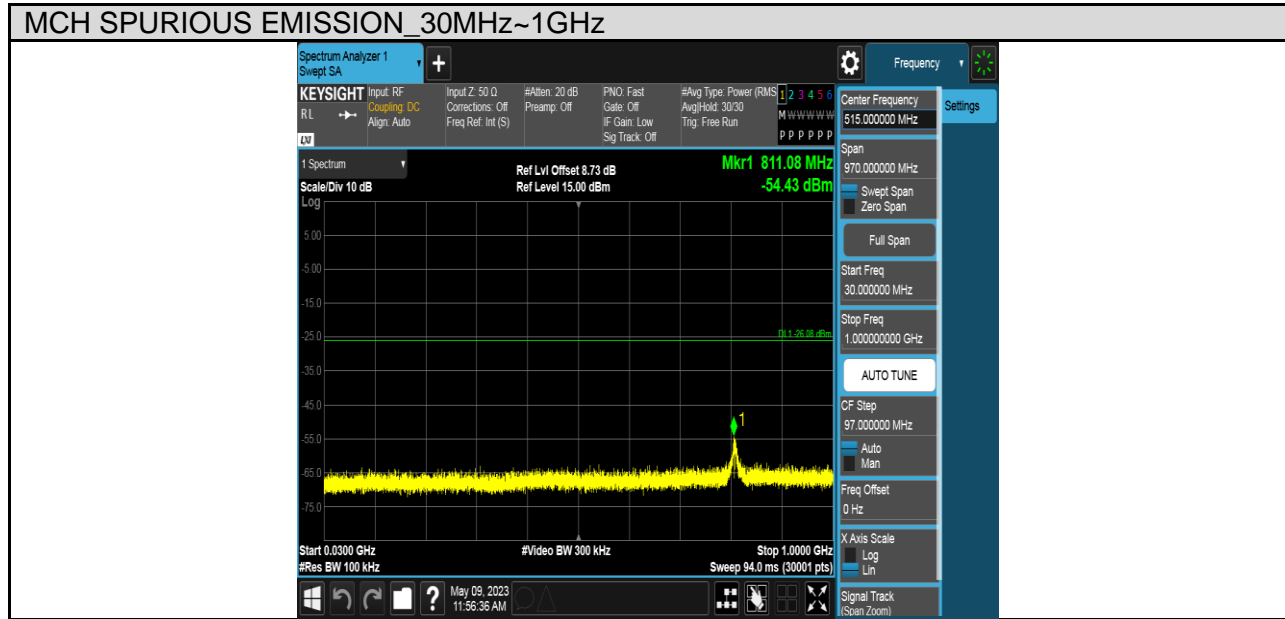 MCH SPURIOUS EMISSION_30MHz~1GHz
Spectrum Analyzer 1
Swept SA
Frequency
KEYSIGHT
RL
LXI
Input: RF
Coupling: DC
Align: Auto
Input Z: 50 Ω
Corrections: Off
Freq Ref: Int (S)
#Atten: 20 dB
Preamp: Off
PNO: Fast
Gate: Off
IF Gain: Low
Sig Track: Off
#Avg Type: Power (RMS
Avg|Hold: 30/30
Trig: Free Run
1 2 3 4 5 6
M W W W W W
P P P P P P
Center Frequency
515.000000 MHz
Settings
1 Spectrum
Scale/Div 10 dB
Ref Lvl Offset 8.73 dB
Ref Level 15.00 dBm
Mkr1 811.08 MHz
-54.43 dBm
Span
970.000000 MHz
Swept Span
Zero Span
Full Span
Start Freq
30.000000 MHz
Stop Freq
1.000000000 GHz
AUTO TUNE
CF Step
97.000000 MHz
Auto
Man
Freq Offset
0 Hz
X Axis Scale
Log
Lin
Signal Track
(Span Zoom)
Log
5.00
-5.00
-15.0
-25.0
DL1 -26.08 dBm
-35.0
-45.0
1
-55.0
-65.0
-75.0
Start 0.0300 GHz
#Video BW 300 kHz
Stop 1.0000 GHz
#Res BW 100 kHz
Sweep 94.0 ms (30001 pts)
May 09, 2023
11:56:36 AM